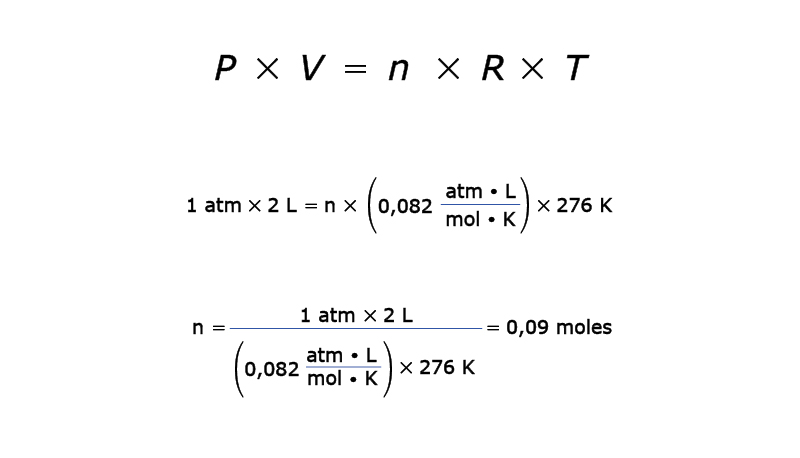 P × V = n × R × T
1 atm × 2 L = n × (0,082 atm • L / mol • K) × 276 K
n = 1 atm × 2 L / (0,082 atm • L / mol • K) × 276 K = 0,09 moles